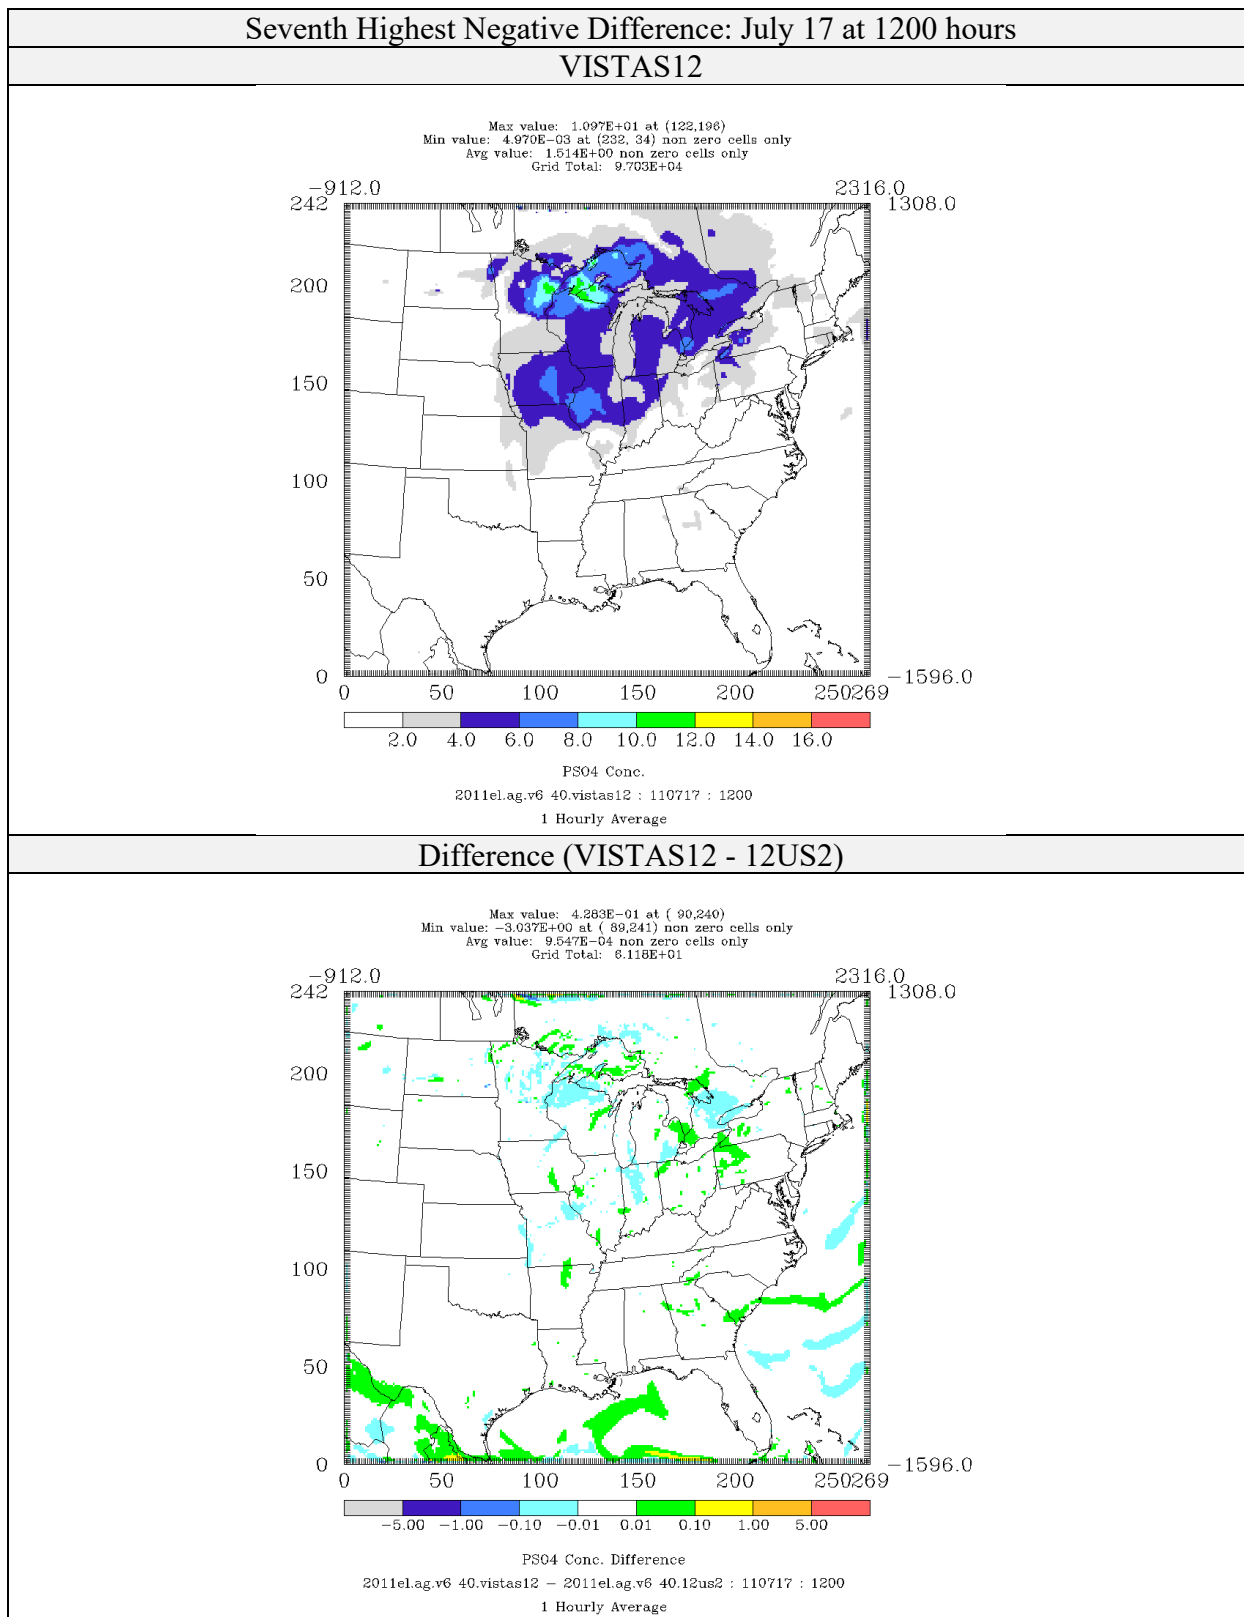 Seventh Highest Negative Difference: July 17 at 1200 hours
VISTAS12
Max value: 1.097E+01 at (122,196)
Min value: 4.970E-03 at (232, 34) non zero cells only
Avg value: 1.514E+00 non zero cells only
Grid Total: 9.703E+04
-912.0 2316.0
242 1308.0
200
150
100
50
0 -1596.0
0 50 100 150 200 250269
2.0 4.0 6.0 8.0 10.0 12.0 14.0 16.0
PSO4 Conc.
2011el.ag.v6 40.vistas12 : 110717 : 1200
1 Hourly Average
Difference (VISTAS12 - 12US2)
Max value: 4.283E-01 at ( 90,240)
Min value: -3.037E+00 at ( 89,241) non zero cells only
Avg value: 9.547E-04 non zero cells only
Grid Total: 6.118E+01
-912.0 2316.0
242 1308.0
200
150
100
50
0 -1596.0
0 50 100 150 200 250269
-5.00 -1.00 -0.10 -0.01 0.01 0.10 1.00 5.00
PSO4 Conc. Difference
2011el.ag.v6 40.vistas12 - 2011el.ag.v6 40.12us2 : 110717 : 1200
1 Hourly Average